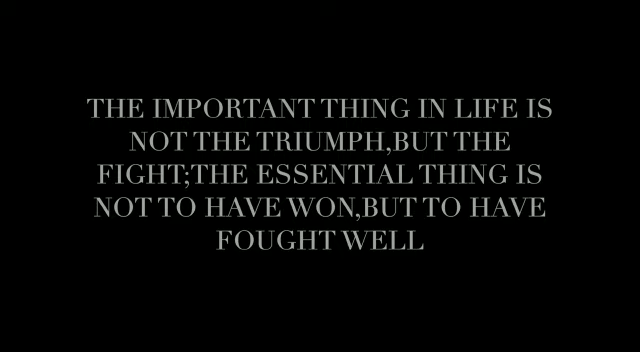 THE IMPORTANT THING IN LIFE IS
NOT THE TRIUMPH,BUT THE
FIGHT;THE ESSENTIAL THING IS
NOT TO HAVE WON,BUT TO HAVE
FOUGHT WELL